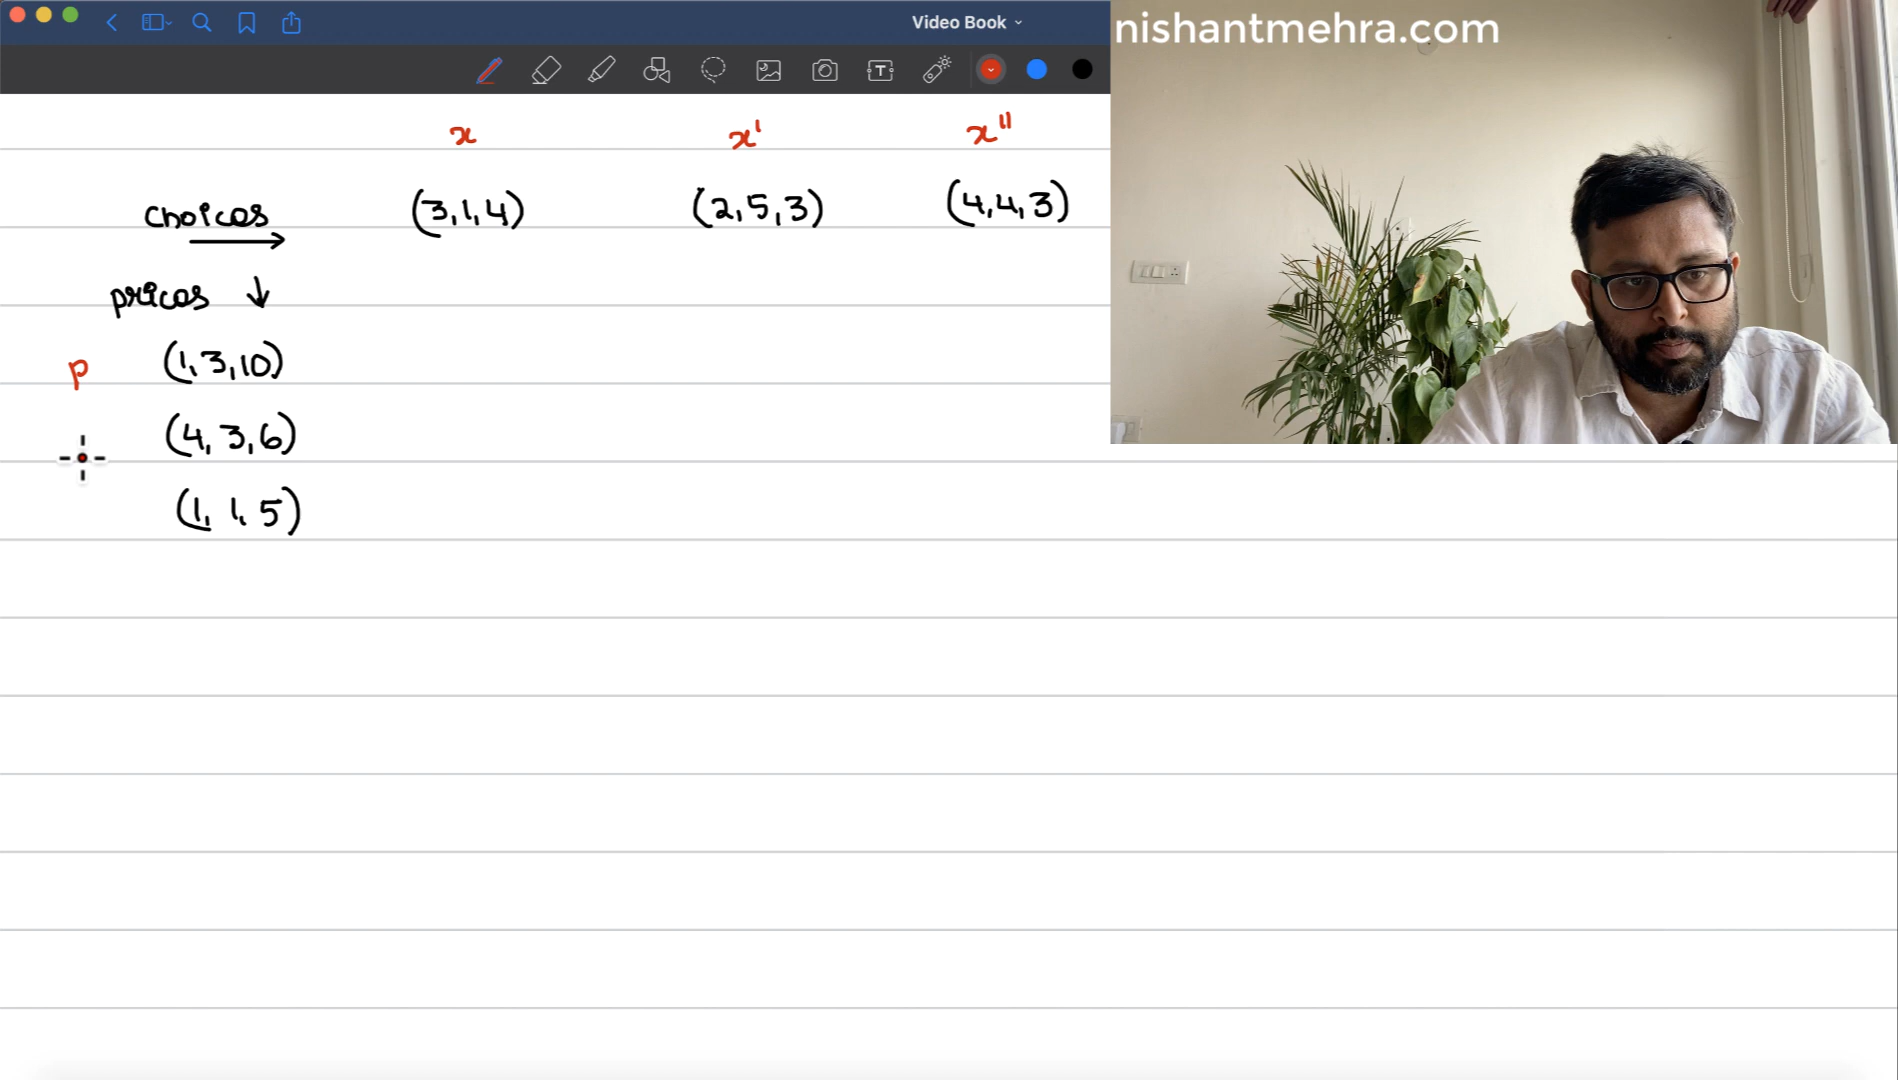 Video Book
nishantmehra.com
x x' x"
choices (3,1,4) (2,5,3) (4,4,3)
prices ↓
p (1,3,10)
(4, 3,6)
(1, 1, 5)